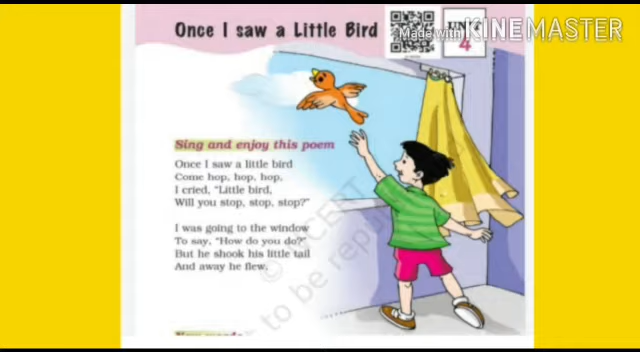 Once I saw a Little Bird
UNIT
4
Made with KINEMASTER
Sing and enjoy this poem
Once I saw a little bird
Come hop, hop, hop,
I cried, "Little bird,
Will you stop, stop, stop?"
I was going to the window
To say, "How do you do?"
But he shook his little tail
And away he flew.
to be repu